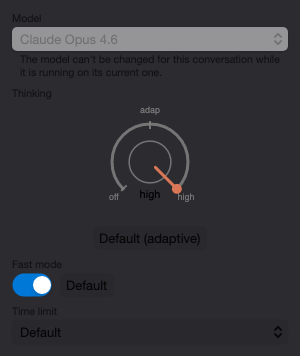 Model
Claude Opus 4.6
The model can't be changed for this conversation while
it is running on its current one.
Thinking
adap
off
high
high
Default (adaptive)
Fast mode
Default
Time limit
Default